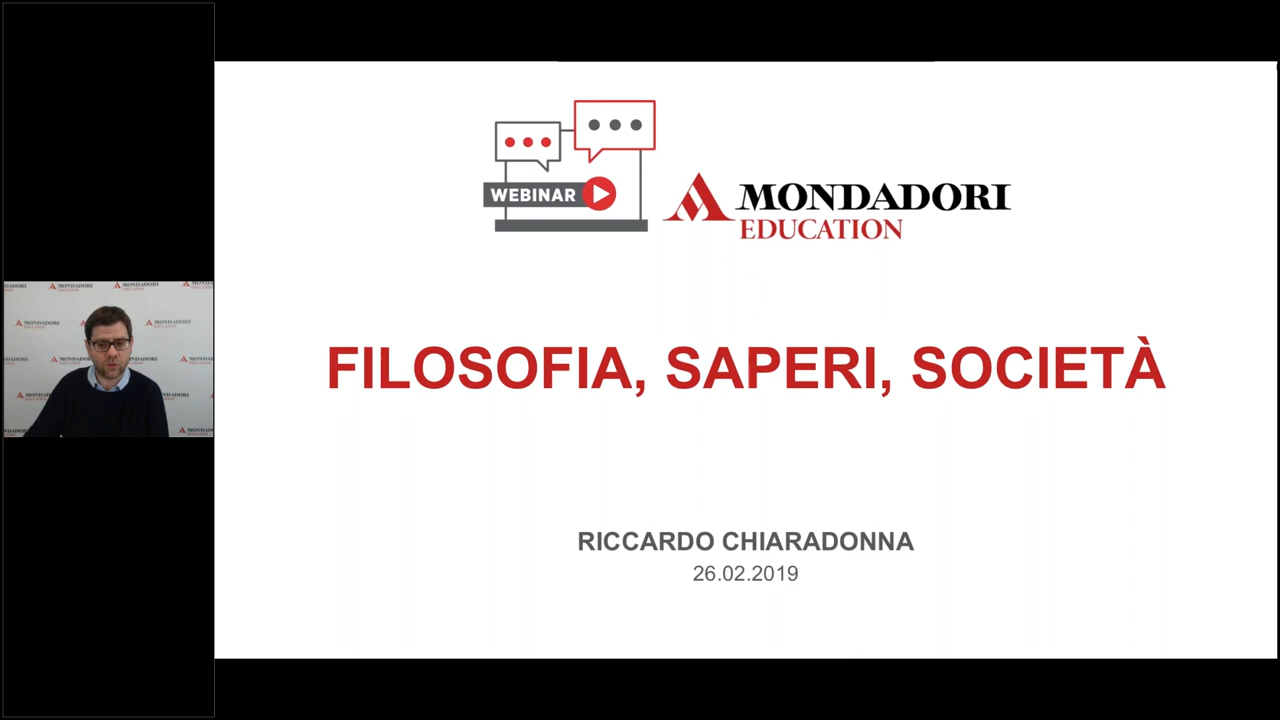 WEBINAR
MONDADORI
EDUCATION
FILOSOFIA, SAPERI, SOCIETÀ
RICCARDO CHIARADONNA
26.02.2019